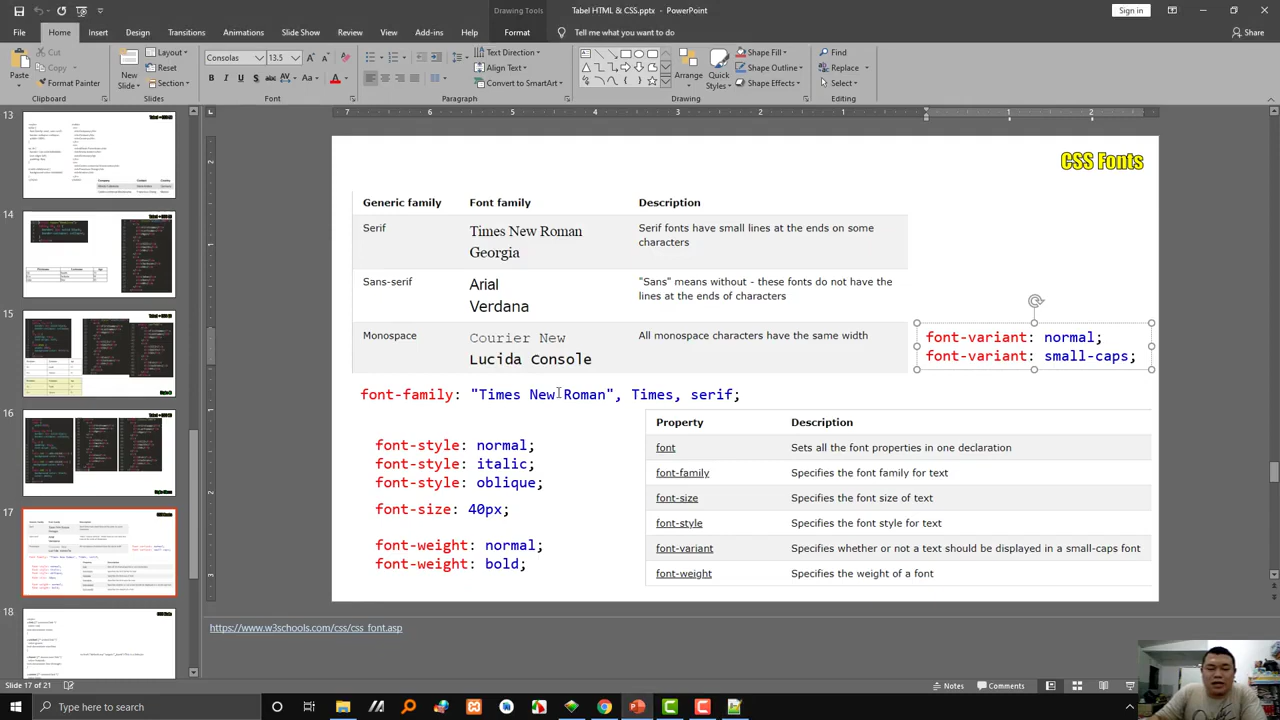 Drawing Tools
Tabel HTML & CSS.pptx - PowerPoint
Sign in
File
Home
Insert
Design
Transitions
Animations
Slide Show
Review
View
Add-ins
Help
Format
Tell me what you want to do
Share
Paste
Cut
Copy
Format Painter
Clipboard
New
Slide
Layout
Reset
Section
Slides
Consolas
13.5
Font
Text Direction
Align Text
Convert to SmartArt
Paragraph
Arrange
Quick
Styles
Shape Fill
Shape Outline
Shape Effects
Drawing
Find
Replace
Select
Editing
13
14
15
16
17
18
CSS Fonts
Generic family Font family Description
Serif Times New Roman Serif fonts have small lines at the ends on some
Georgia characters
Sans-serif Arial "Sans" means without - these fonts do not have the
Verdana lines at the ends of characters
Monospace Courier New All monospace characters have the same width
Lucida Console
font-variant: normal;
font-variant: small-caps;
font-family: "Times New Roman", Times, serif;
font-style: normal;
font-style: italic;
font-style: oblique;
font-size: 40px;
font-weight: normal;
font-weight: bold;
Property Description
font Sets all the font properties in one declaration
font-family Specifies the font family for text
font-size Specifies the font size of text
font-style Specifies the font style for text
font-variant Specifies whether or not a text should be displayed in a small-caps font
font-weight Specifies the weight of a font
https://www.w3schools.com/css/css_font.asp
Slide 17 of 21
Notes
Comments
Type here to search